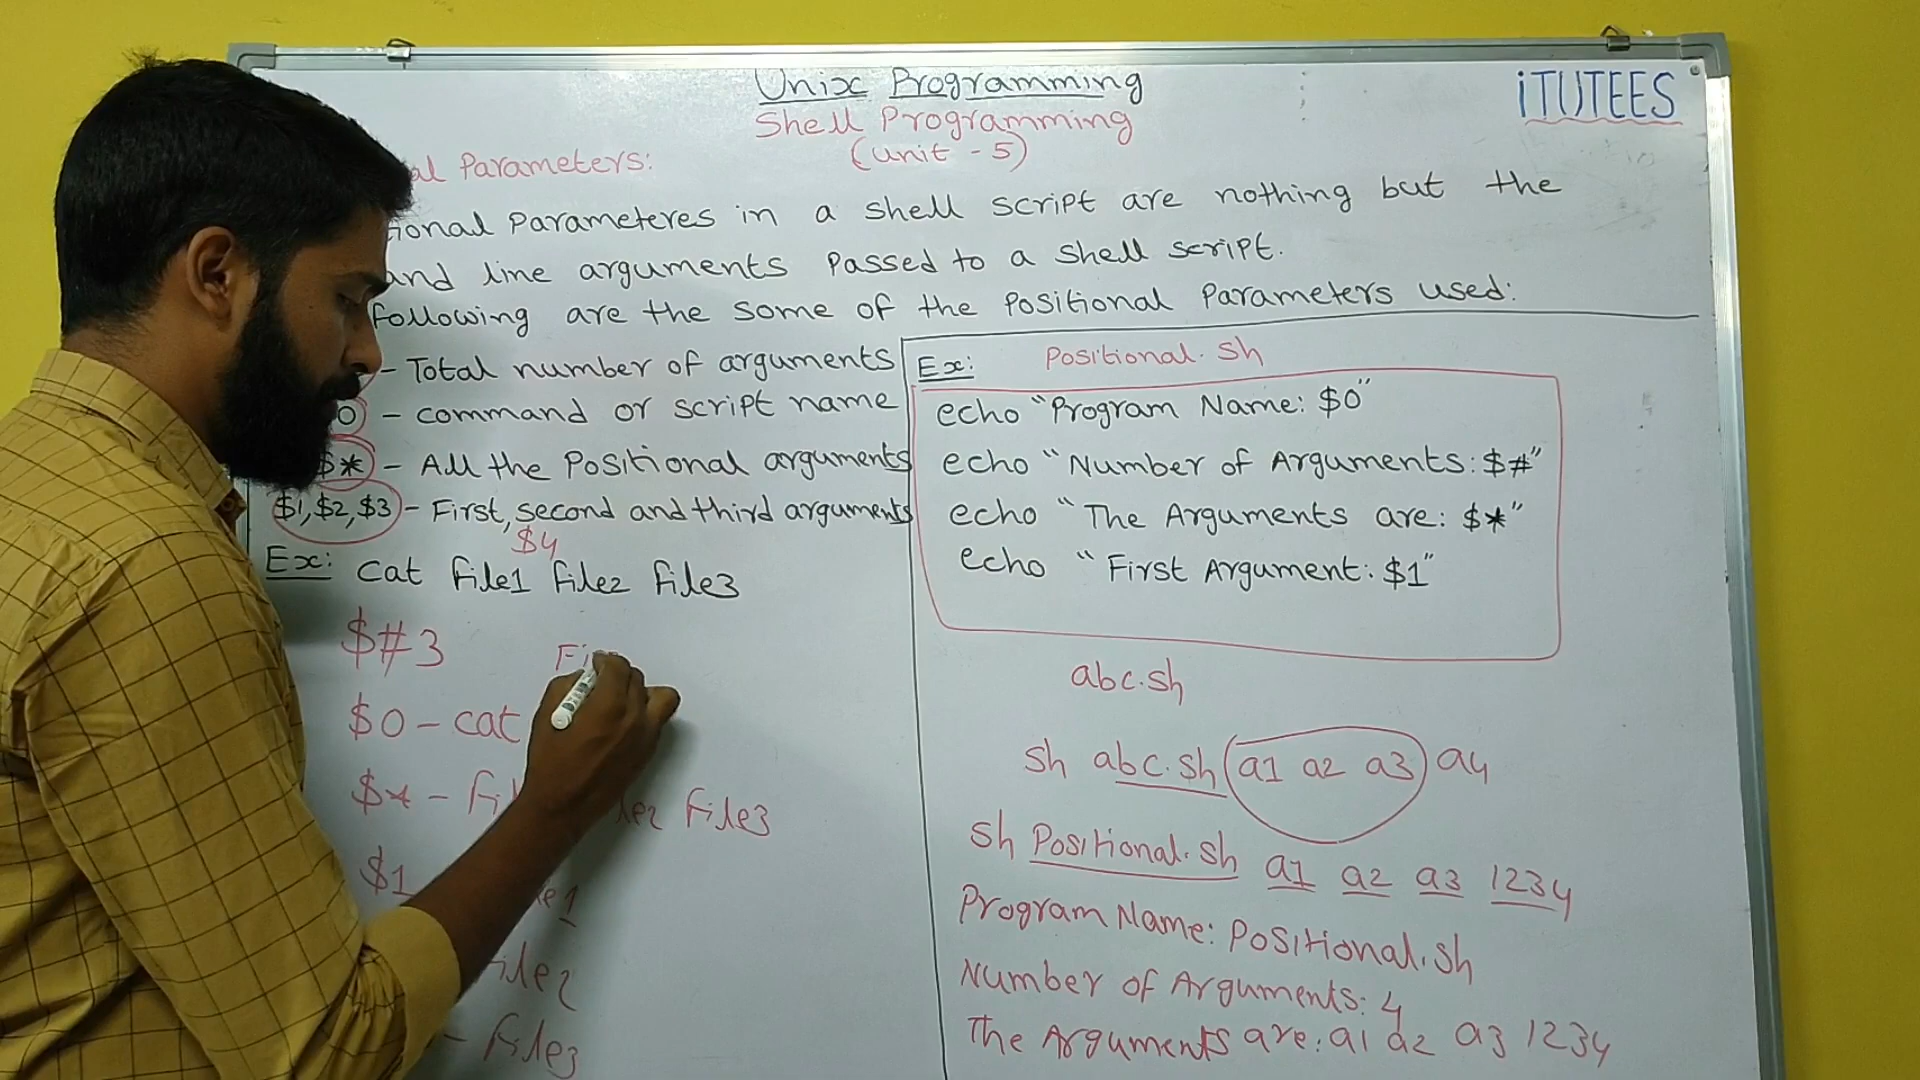 Unix Programming
iTUTEES
Shell Programming
(Unit - 5)
al Parameters:
ional Parameteres in a shell script are nothing but the
and line arguments Passed to a shell script.
following are the some of the Positional Parameters used:
- Total number of arguments
0 - command or script name
$* - All the Positional arguments
$1, $2, $3 - First, second and third arguments
$4
Ex: cat file1 file2 file3
$#3
$0 - cat
$* - fil le2 file3
$1 le1
ile2
- file3
Ex: Positional.sh
echo "Program Name: $0"
echo "Number of Arguments: $#"
echo "The Arguments are: $*"
echo "First Argument: $1"
abc.sh
sh abc.sh a1 a2 a3 a4
sh Positional.sh a1 a2 a3 1234
Program Name: Positional.sh
Number of Arguments: 4
The Arguments are: a1 a2 a3 1234